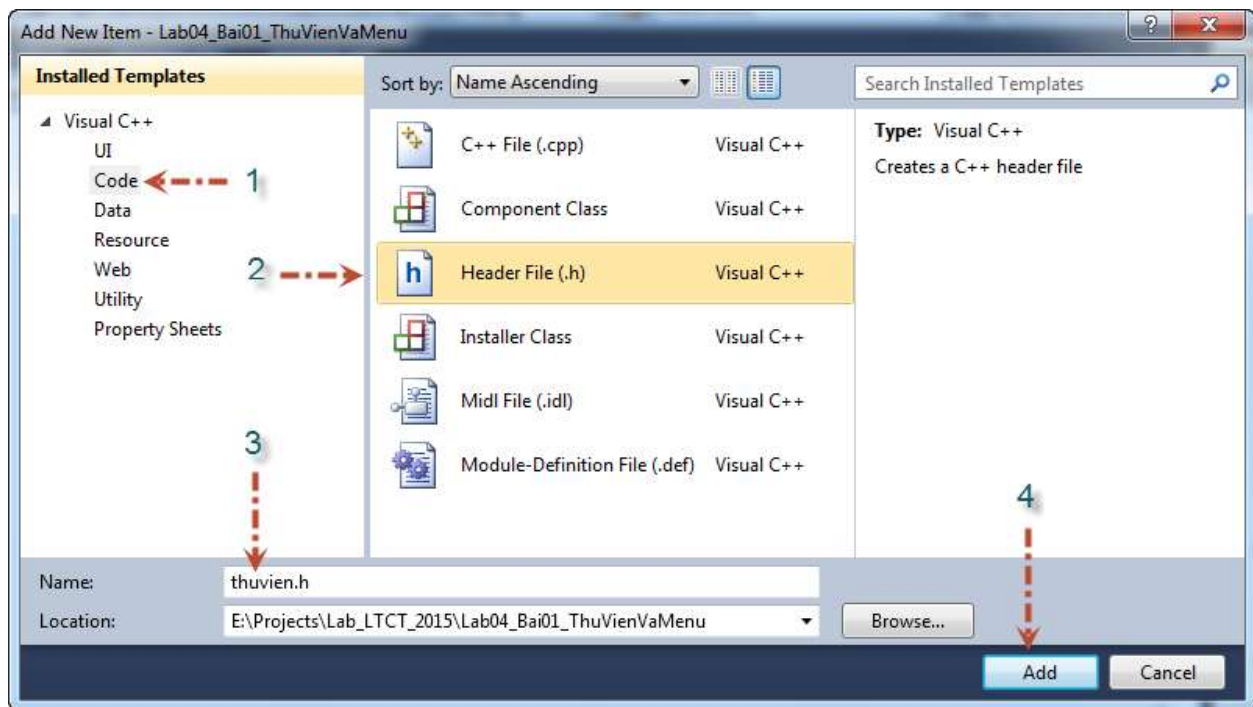 Add New Item - Lab04_Bai01_ThuVienVaMenu
Installed Templates
Visual C++
UI
Code
1
Data
Resource
Web
Utility
Property Sheets
2
3
Sort by:
Name Ascending
C++ File (.cpp) Visual C++
Component Class Visual C++
Header File (.h) Visual C++
Installer Class Visual C++
Midl File (.idl) Visual C++
Module-Definition File (.def) Visual C++
Search Installed Templates
Type: Visual C++
Creates a C++ header file
4
Name: thuvien.h
Location: E:\Projects\Lab_LTCT_2015\Lab04_Bai01_ThuVienVaMenu
Browse...
Add
Cancel